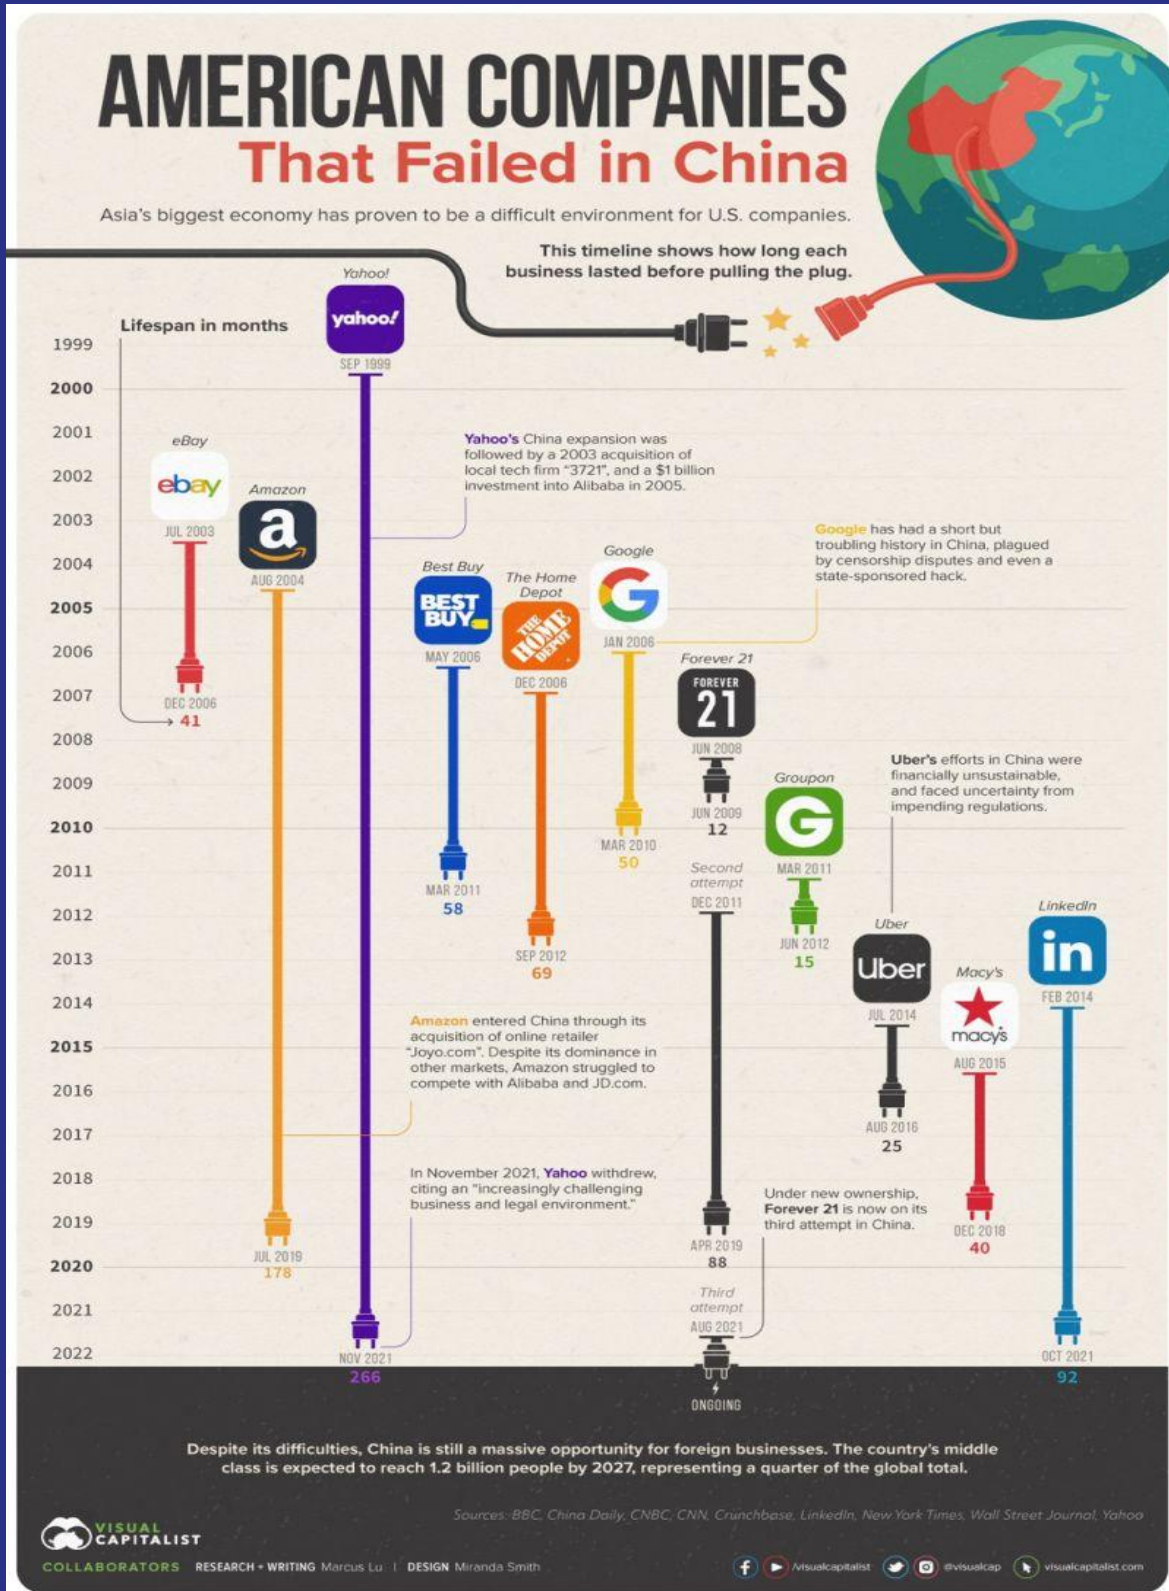 AMERICAN COMPANIES
That Failed in China
Asia's biggest economy has proven to be a difficult environment for U.S. companies.
This timeline shows how long each
business lasted before pulling the plug.
Lifespan in months
1999
2000
2001
2002
2003
2004
2005
2006
2007
2008
2009
2010
2011
2012
2013
2014
2015
2016
2017
2018
2019
2020
2021
2022
eBay
ebay
JUL 2003
DEC 2006
41
Amazon
a
AUG 2004
JUL 2019
178
Yahoo!
yahoo!
SEP 1999
NOV 2021
266
Yahoo's China expansion was
followed by a 2003 acquisition of
local tech firm "3721", and a $1 billion
investment into Alibaba in 2005.
Best Buy
BEST
BUY
MAY 2006
MAR 2011
58
The Home
Depot
THE
HOME
DEPOT
DEC 2006
SEP 2012
69
Google
G
JAN 2006
MAR 2010
50
Google has had a short but
troubling history in China, plagued
by censorship disputes and even a
state-sponsored hack.
Forever 21
FOREVER
21
JUN 2008
JUN 2009
12
Second
attempt
DEC 2011
APR 2019
88
Third
attempt
AUG 2021
ONGOING
Groupon
G
MAR 2011
JUN 2012
15
Uber's efforts in China were
financially unsustainable,
and faced uncertainty from
impending regulations.
Uber
Uber
JUL 2014
AUG 2016
25
Macy's
macy's
AUG 2015
DEC 2018
40
LinkedIn
in
FEB 2014
OCT 2021
92
Amazon entered China through its
acquisition of online retailer
"Joyo.com". Despite its dominance in
other markets, Amazon struggled to
compete with Alibaba and JD.com.
In November 2021, Yahoo withdrew,
citing an "increasingly challenging
business and legal environment."
Under new ownership,
Forever 21 is now on its
third attempt in China.
Despite its difficulties, China is still a massive opportunity for foreign businesses. The country's middle
class is expected to reach 1.2 billion people by 2027, representing a quarter of the global total.
Sources: BBC, China Daily, CNBC, CNN, Crunchbase, LinkedIn, New York Times, Wall Street Journal, Yahoo
VISUAL
CAPITALIST
COLLABORATORS RESEARCH + WRITING Marcus Lu | DESIGN Miranda Smith
f /visualcapitalist @visualcap visualcapitalist.com